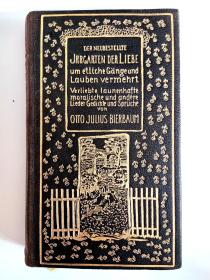 DER NEUBESTELLTE
IRRGARTEN DER LIEBE
um etliche Gänge und
Lauben vermehrt
Verliebte launenhafte
moralische und andere
Lieder Gedichte und Sprüche
von
OTTO JULIUS BIERBAUM